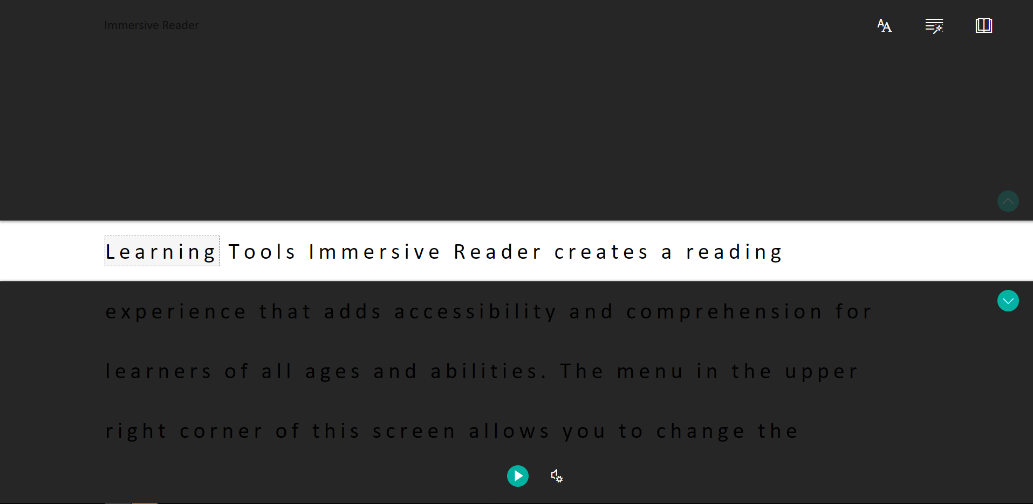 Immersive Reader
Learning Tools Immersive Reader creates a reading
experience that adds accessibility and comprehension for
learners of all ages and abilities. The menu in the upper
right corner of this screen allows you to change the